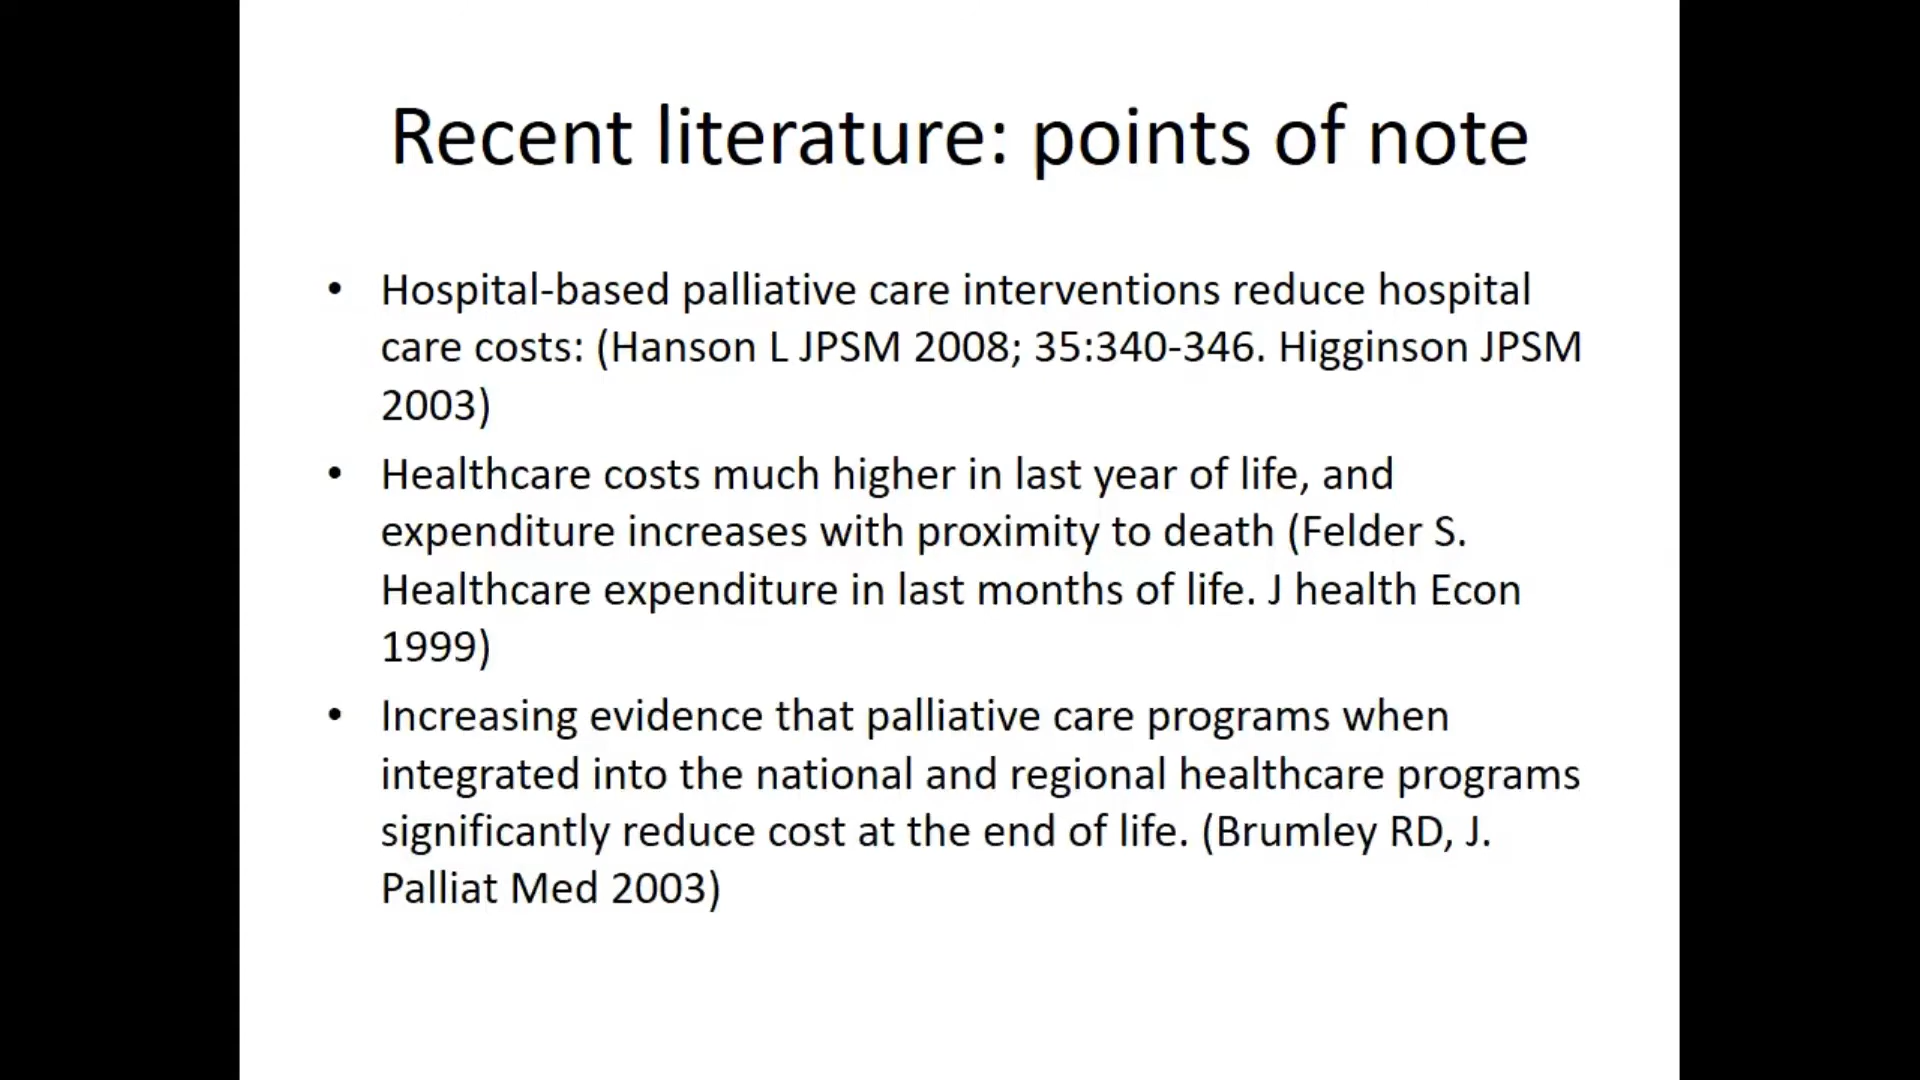 Recent literature: points of note
• Hospital-based palliative care interventions reduce hospital
care costs: (Hanson L JPSM 2008; 35:340-346. Higginson JPSM
2003)
• Healthcare costs much higher in last year of life, and
expenditure increases with proximity to death (Felder S.
Healthcare expenditure in last months of life. J health Econ
1999)
• Increasing evidence that palliative care programs when
integrated into the national and regional healthcare programs
significantly reduce cost at the end of life. (Brumley RD, J.
Palliat Med 2003)